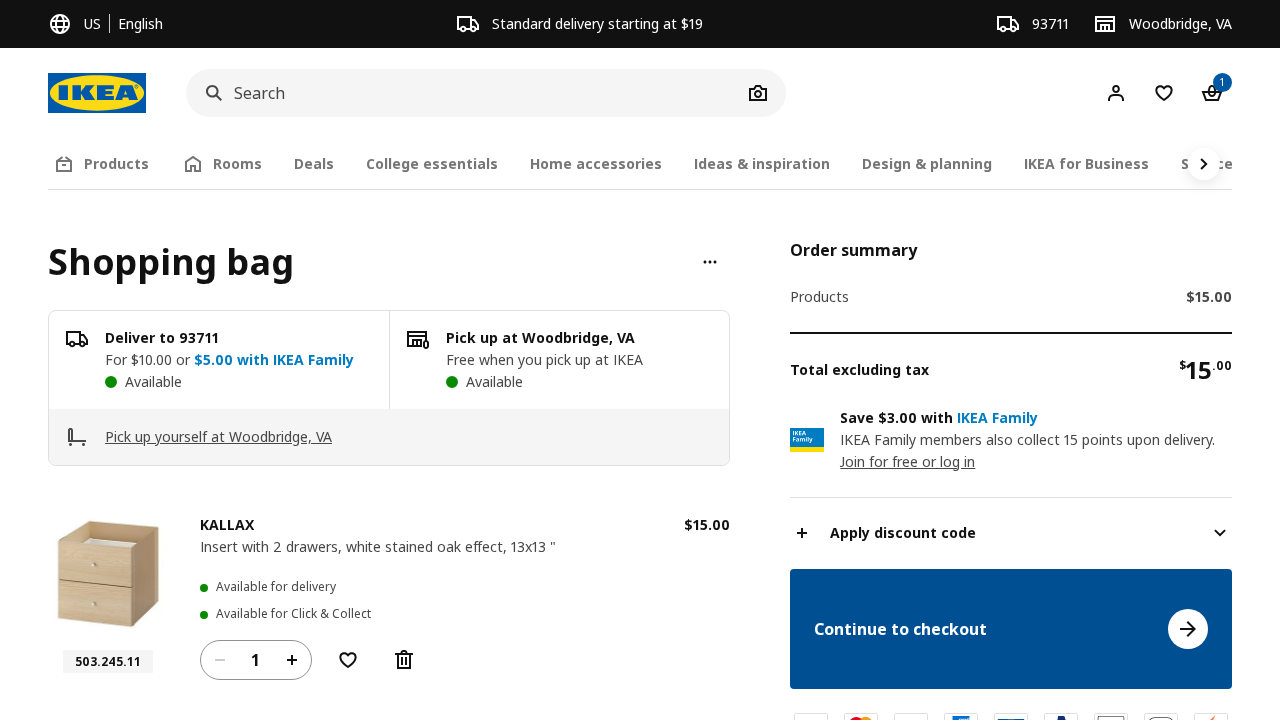 US English
Standard delivery starting at $19
93711
Woodbridge, VA
IKEA
Search
1
Products
Rooms
Deals
College essentials
Home accessories
Ideas & inspiration
Design & planning
IKEA for Business
Shopping bag
Deliver to 93711
For $10.00 or $5.00 with IKEA Family
Available
Pick up at Woodbridge, VA
Free when you pick up at IKEA
Available
Pick up yourself at Woodbridge, VA
KALLAX
$15.00
Insert with 2 drawers, white stained oak effect, 13x13 "
Available for delivery
Available for Click & Collect
503.245.11
1
Order summary
Products
$15.00
Total excluding tax
$15.00
IKEA
Family
Save $3.00 with IKEA Family
IKEA Family members also collect 15 points upon delivery.
Join for free or log in
Apply discount code
Continue to checkout